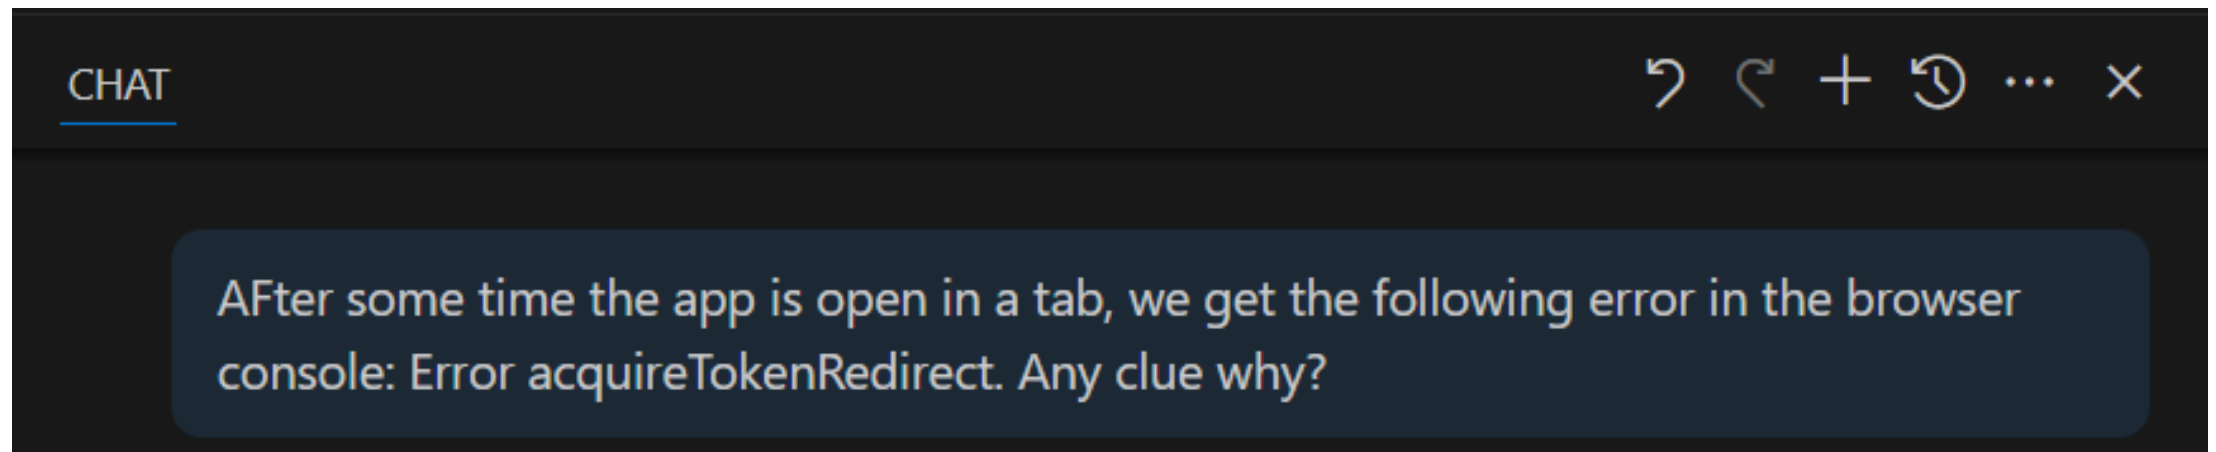 CHAT
AFter some time the app is open in a tab, we get the following error in the browser
console: Error acquireTokenRedirect. Any clue why?